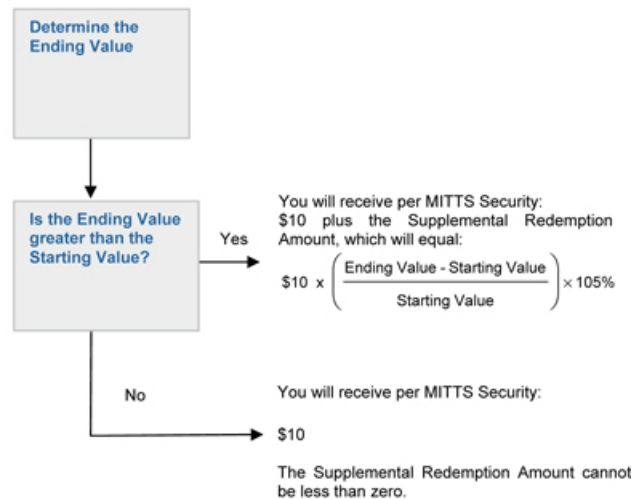 Determine the
Ending Value
Is the Ending Value
greater than the
Starting Value?
Yes
You will receive per MITTS Security:
$10 plus the Supplemental Redemption
Amount, which will equal:
$10 x ( Ending Value - Starting Value / Starting Value ) × 105%
No
You will receive per MITTS Security:
$10
The Supplemental Redemption Amount cannot
be less than zero.